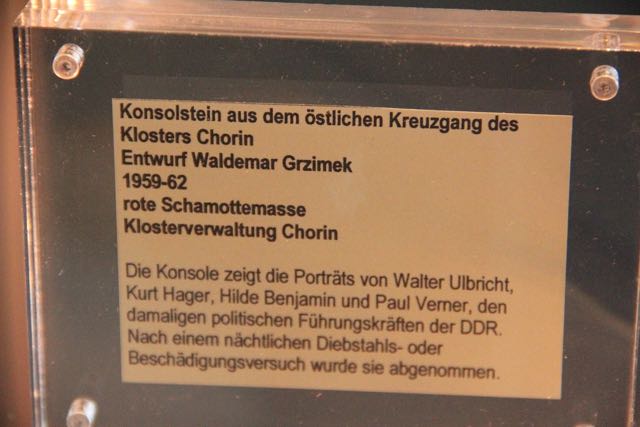 Konsolstein aus dem östlichen Kreuzgang des
Klosters Chorin
Entwurf Waldemar Grzimek
1959-62
rote Schamottemasse
Klosterverwaltung Chorin
Die Konsole zeigt die Porträts von Walter Ulbricht,
Kurt Hager, Hilde Benjamin und Paul Verner, den
damaligen politischen Führungskräften der DDR.
Nach einem nächtlichen Diebstahls- oder
Beschädigungsversuch wurde sie abgenommen.